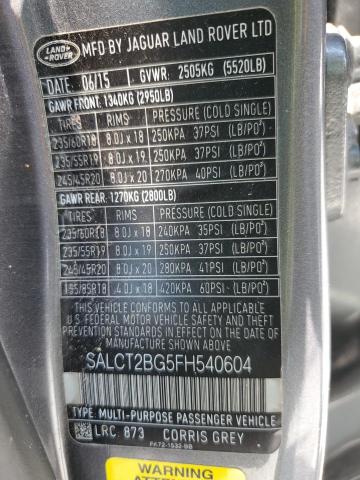 LAND ROVER
MFD BY JAGUAR LAND ROVER LTD
DATE: 06/15 GVWR: 2505KG (5520LB)
GAWR FRONT: 1340KG (2950LB)
TIRES RIMS PRESSURE (COLD SINGLE)
235/60R18 8.0J x 18 250KPA 37PSI (LB/PO²)
235/55R19 8.0J x 19 250KPA 37PSI (LB/PO²)
245/45R20 8.0J x 20 270KPA 40PSI (LB/PO²)
GAWR REAR: 1270KG (2800LB)
TIRES RIMS PRESSURE (COLD SINGLE)
235/60R18 8.0J x 18 240KPA 35PSI (LB/PO²)
235/55R19 8.0J x 19 250KPA 37PSI (LB/PO²)
245/45R20 8.0J x 20 280KPA 41PSI (LB/PO²)
155/85R18 4.0J x 18 420KPA 60PSI (LB/PO²)
THIS VEHICLE CONFORMS TO ALL APPLICABLE
U.S. FEDERAL MOTOR VEHICLE SAFETY AND
THEFT PREVENTION STANDARDS IN EFFECT ON THE DATE
OF MANUFACTURE SHOWN ABOVE.
SALCT2BG5FH540604
TYPE: MULTI-PURPOSE PASSENGER VEHICLE
LRC 873 CORRIS GREY
FK72-1532-BB
WARNING